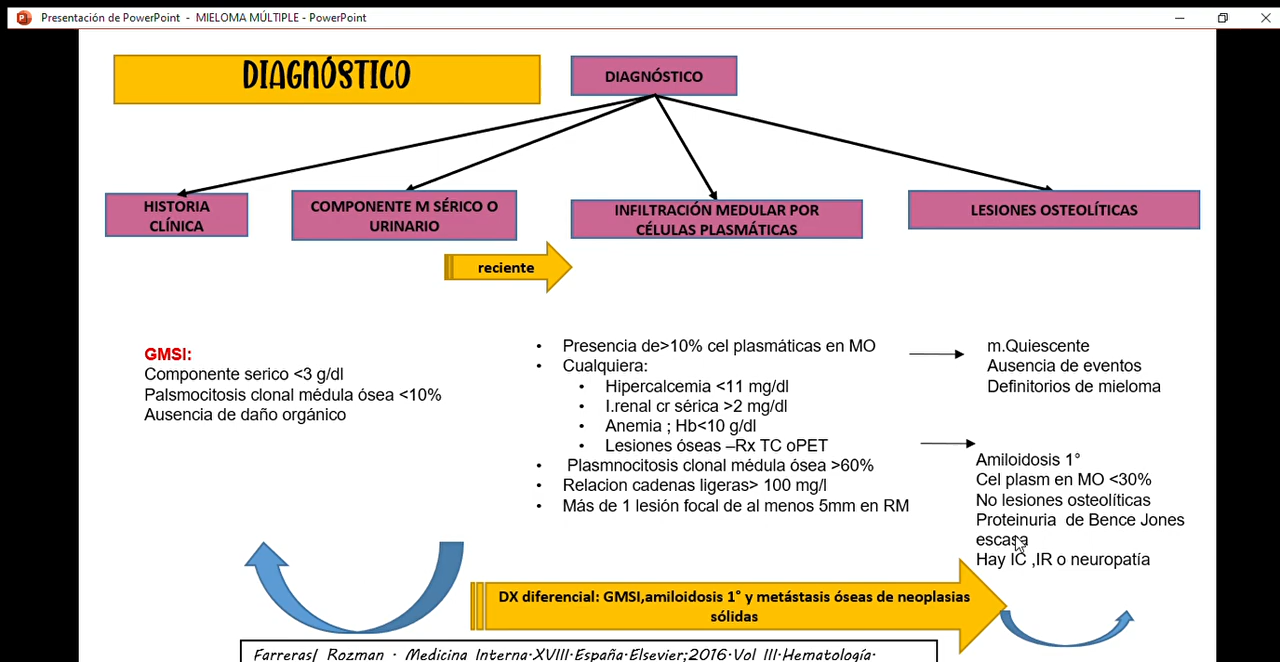 Presentación de PowerPoint - MIELOMA MÚLTIPLE - PowerPoint
DIAGNÓSTICO
DIAGNÓSTICO
HISTORIA
CLÍNICA
COMPONENTE M SÉRICO O
URINARIO
INFILTRACIÓN MEDULAR POR
CÉLULAS PLASMÁTICAS
LESIONES OSTEOLÍTICAS
reciente
GMSI:
Componente serico <3 g/dl
Palsmocitosis clonal médula ósea <10%
Ausencia de daño orgánico
• Presencia de>10% cel plasmáticas en MO
• Cualquiera:
• Hipercalcemia <11 mg/dl
• I.renal cr sérica >2 mg/dl
• Anemia ; Hb<10 g/dl
• Lesiones óseas –Rx TC oPET
• Plasmnocitosis clonal médula ósea >60%
• Relacion cadenas ligeras> 100 mg/l
• Más de 1 lesión focal de al menos 5mm en RM
m.Quiescente
Ausencia de eventos
Definitorios de mieloma
Amiloidosis 1°
Cel plasm en MO <30%
No lesiones osteolíticas
Proteinuria de Bence Jones
escasa
Hay IC ,IR o neuropatía
DX diferencial: GMSI,amiloidosis 1° y metástasis óseas de neoplasias
sólidas
Farreras/ Rozman · Medicina Interna·XVIII·España·Elsevier;2016·Vol III·Hematología·